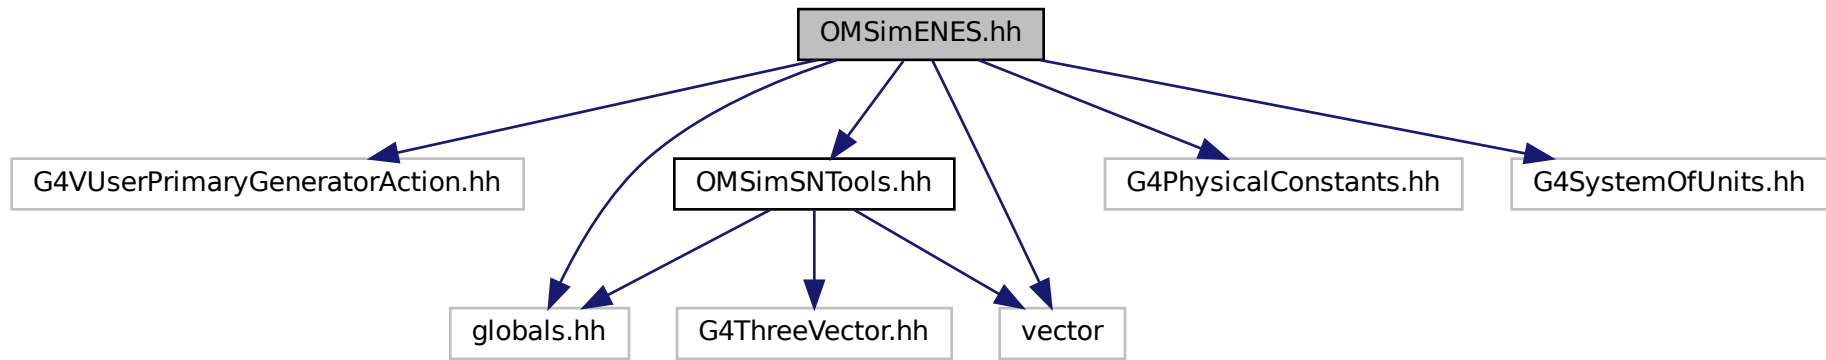 OMSimENES.hh
G4VUserPrimaryGeneratorAction.hh
OMSimSNTools.hh
G4PhysicalConstants.hh
G4SystemOfUnits.hh
globals.hh
G4ThreeVector.hh
vector